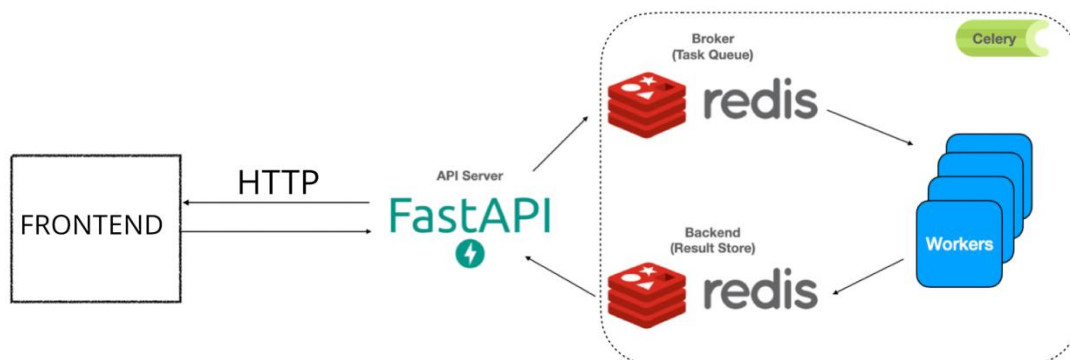 FRONTEND
HTTP
API Server
FastAPI
Broker
(Task Queue)
redis
Backend
(Result Store)
redis
Celery
Workers